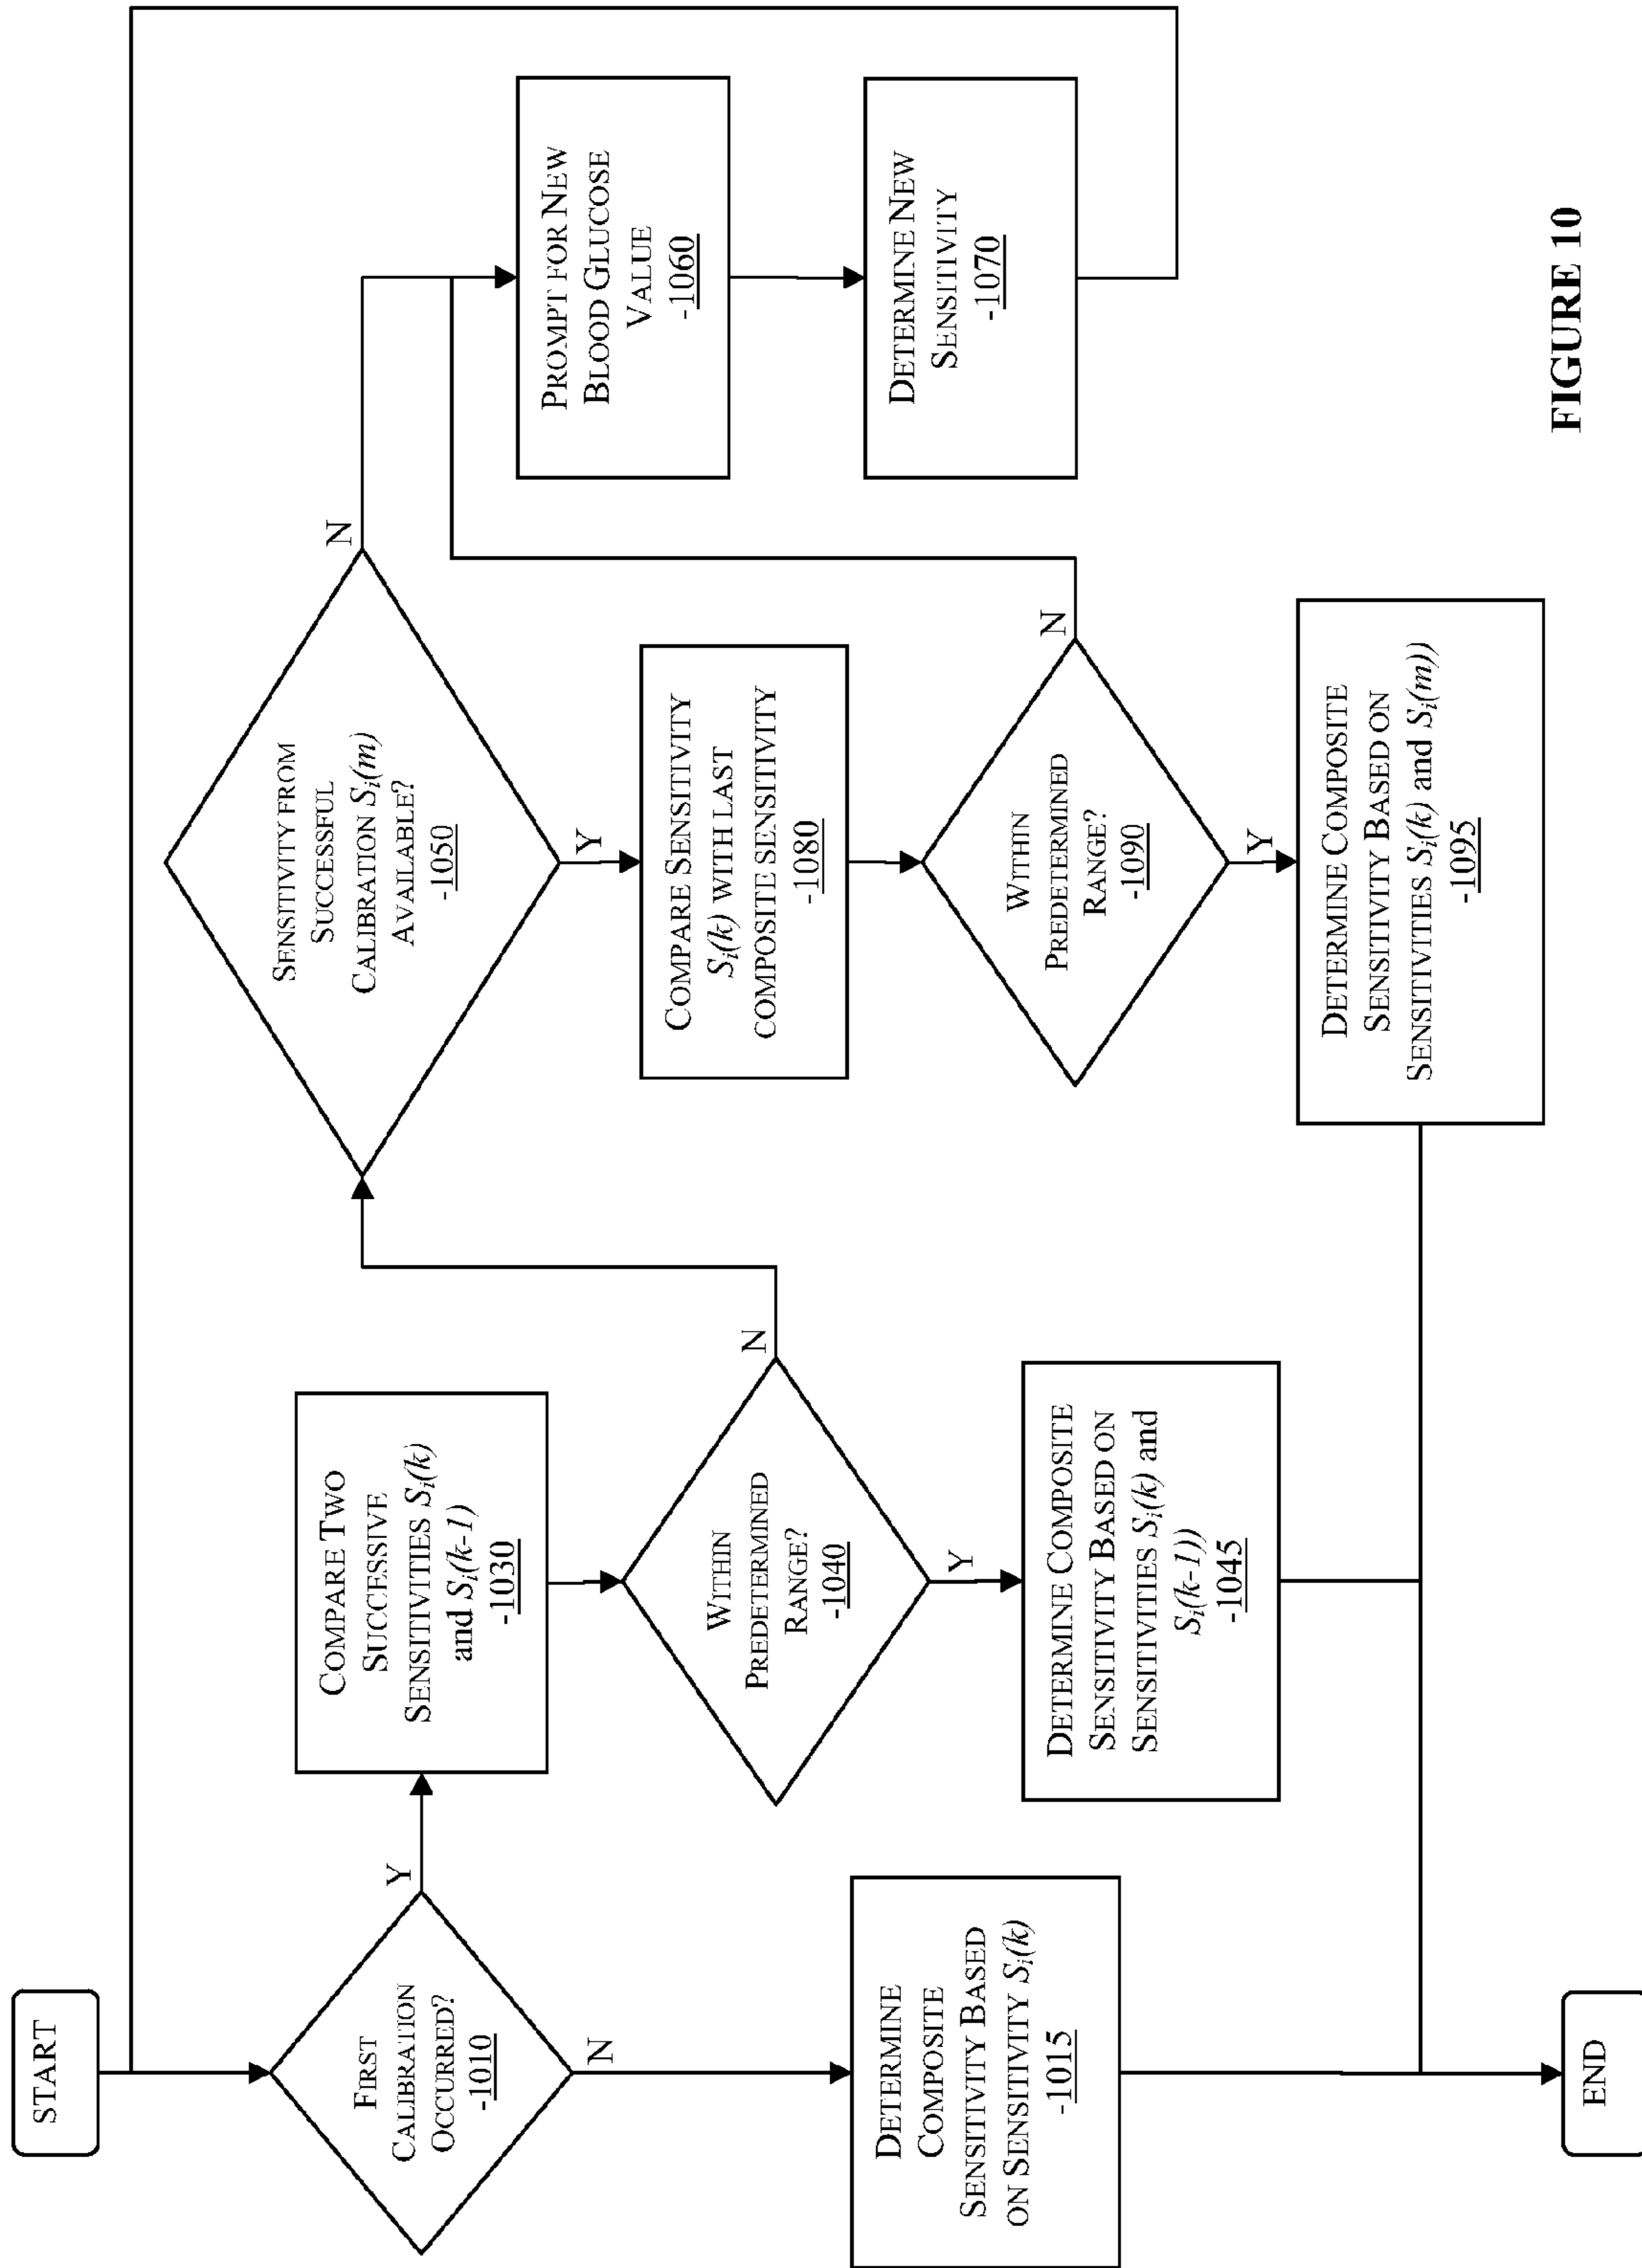 START
FIRST
CALIBRATION
OCCURRED?
-1010
Y
N
DETERMINE
COMPOSITE
SENSITIVITY BASED
ON SENSITIVITY Sᵢ(k)
-1015
COMPARE TWO
SUCCESSIVE
SENSITIVITIES Sᵢ(k)
and Sᵢ(k-1)
-1030
WITHIN
PREDETERMINED
RANGE?
-1040
N
Y
DETERMINE COMPOSITE
SENSITIVITY BASED ON
SENSITIVITIES Sᵢ(k) and
Sᵢ(k-1))
-1045
SENSITIVITY FROM
SUCCESSFUL
CALIBRATION Sᵢ(m)
AVAILABLE?
-1050
N
Y
COMPARE SENSITIVITY
Sᵢ(k) WITH LAST
COMPOSITE SENSITIVITY
-1080
WITHIN
PREDETERMINED
RANGE?
-1090
N
Y
DETERMINE COMPOSITE
SENSITIVITY BASED ON
SENSITIVITIES Sᵢ(k) and Sᵢ(m))
-1095
PROMPT FOR NEW
BLOOD GLUCOSE
VALUE
-1060
DETERMINE NEW
SENSITIVITY
-1070
END
FIGURE 10